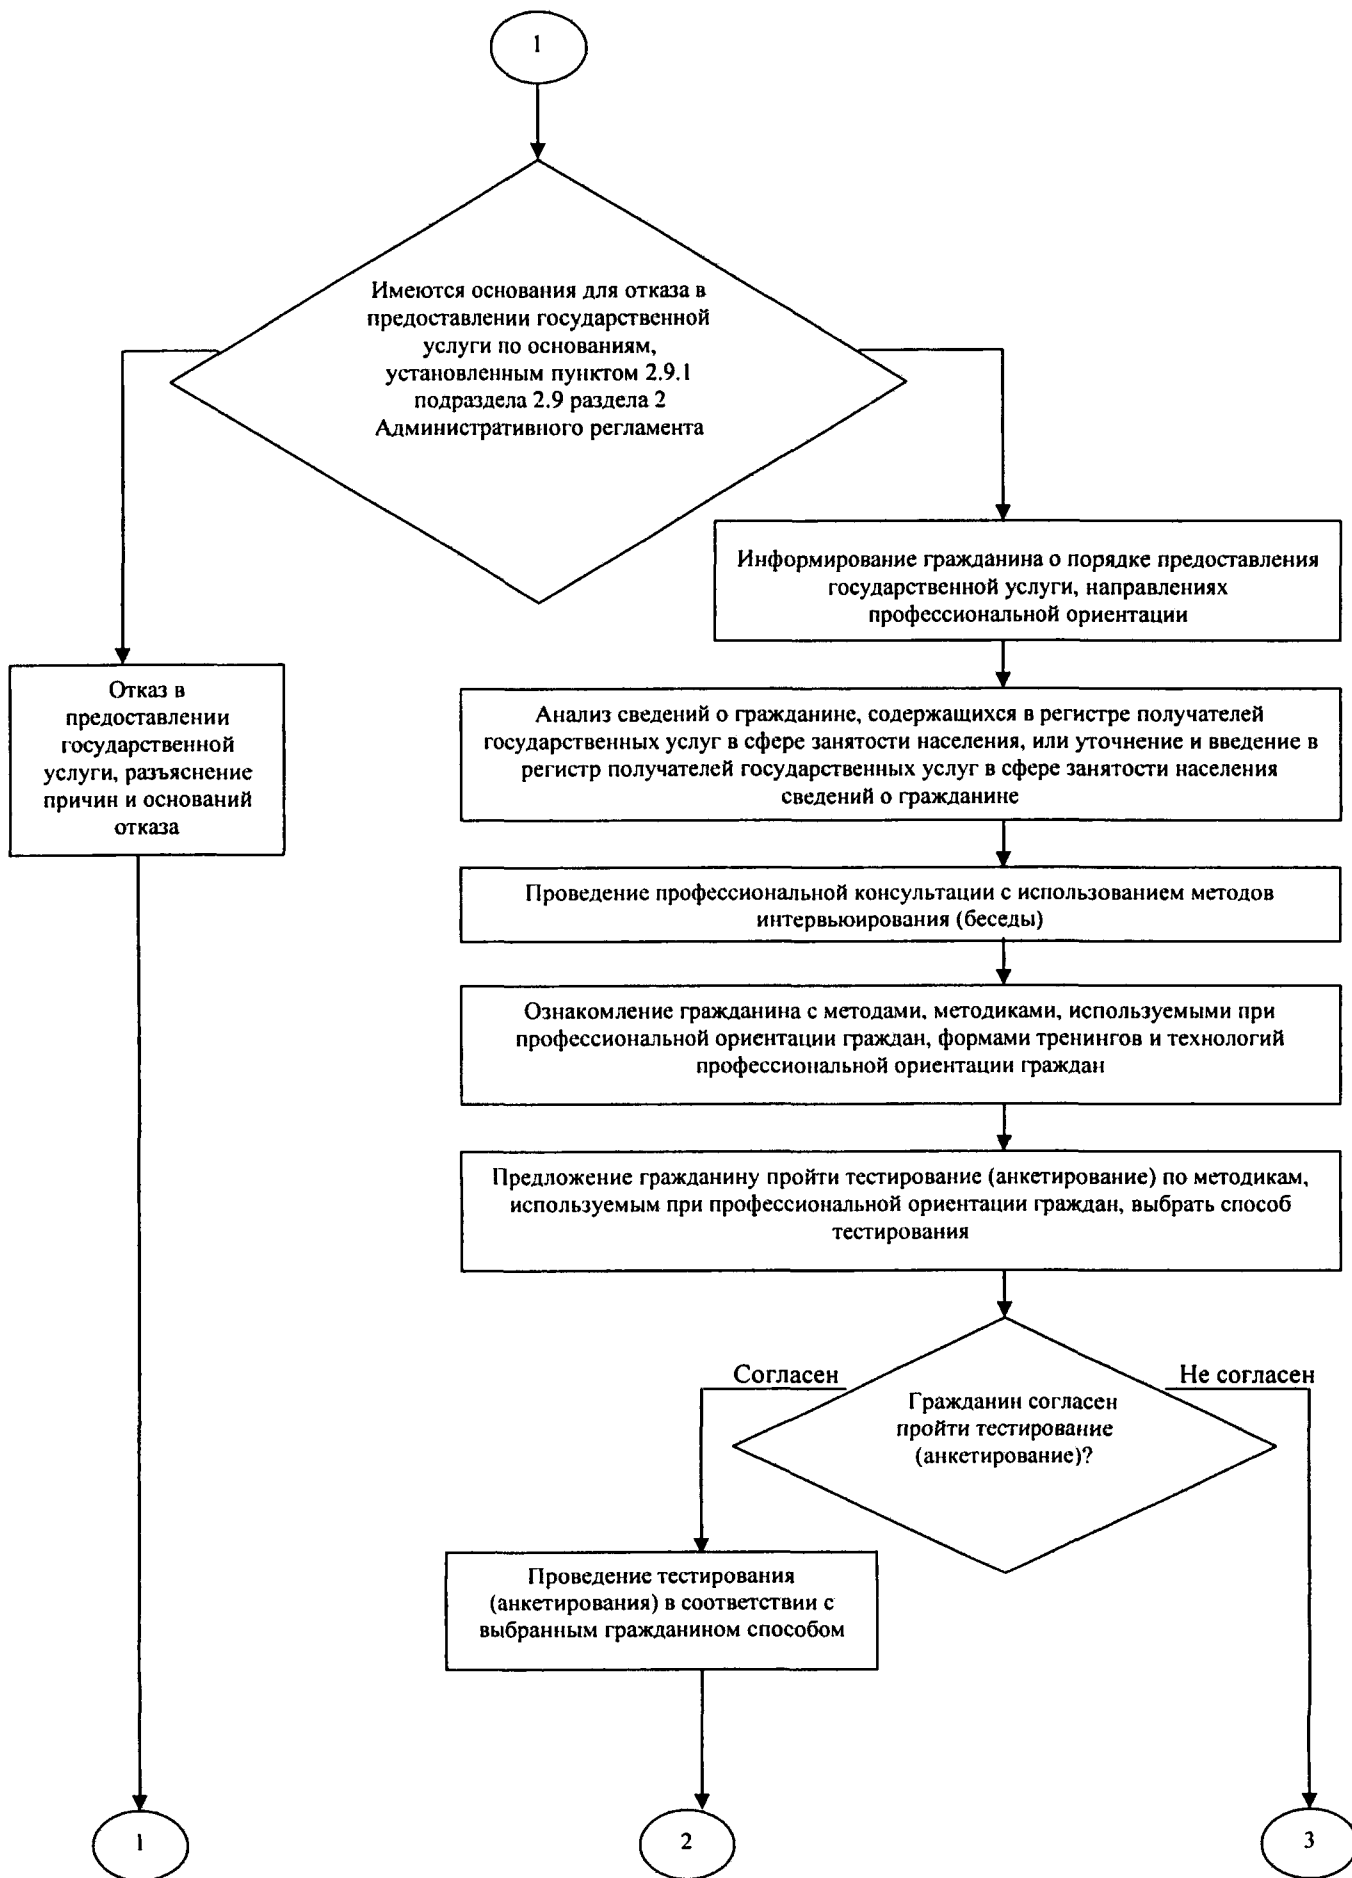 1
Имеются основания для отказа в
предоставлении государственной
услуги по основаниям,
установленным пунктом 2.9.1
подраздела 2.9 раздела 2
Административного регламента
Информирование гражданина о порядке предоставления
государственной услуги, направлениях
профессиональной ориентации
Отказ в
предоставлении
государственной
услуги, разъяснение
причин и оснований
отказа
Анализ сведений о гражданине, содержащихся в регистре получателей
государственных услуг в сфере занятости населения, или уточнение и введение в
регистр получателей государственных услуг в сфере занятости населения
сведений о гражданине
Проведение профессиональной консультации с использованием методов
интервьюирования (беседы)
Ознакомление гражданина с методами, методиками, используемыми при
профессиональной ориентации граждан, формами тренингов и технологий
профессиональной ориентации граждан
Предложение гражданину пройти тестирование (анкетирование) по методикам,
используемым при профессиональной ориентации граждан, выбрать способ
тестирования
Согласен
Не согласен
Гражданин согласен
пройти тестирование
(анкетирование)?
Проведение тестирования
(анкетирования) в соответствии с
выбранным гражданином способом
1
2
3